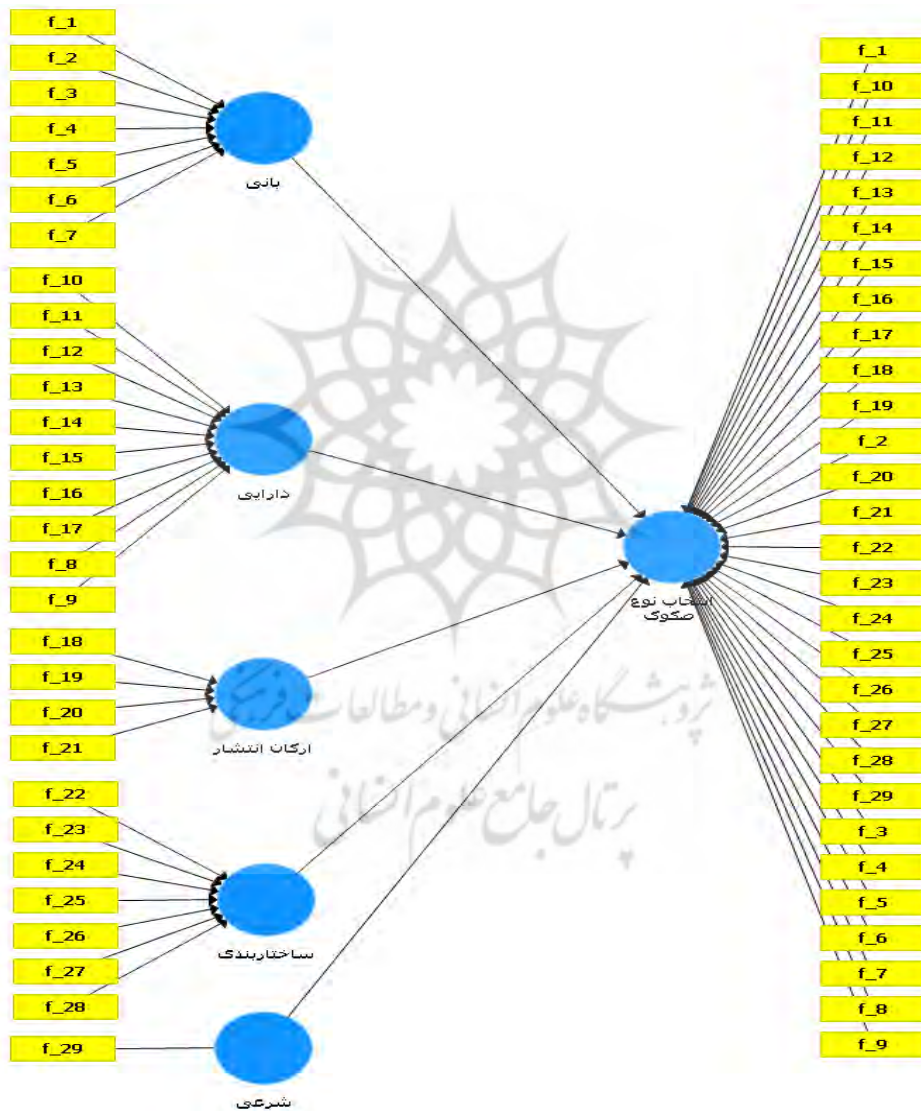 f_1
f_2
f_3
f_4
f_5
f_6
f_7
بانی
f_10
f_11
f_12
f_13
f_14
f_15
f_16
f_17
f_8
f_9
دارایی
f_18
f_19
f_20
f_21
ارکان انتشار
f_22
f_23
f_24
f_25
f_26
f_27
f_28
ساختاربندی
f_29
شرعی
انتخاب نوع
صکوک
f_1
f_10
f_11
f_12
f_13
f_14
f_15
f_16
f_17
f_18
f_19
f_2
f_20
f_21
f_22
f_23
f_24
f_25
f_26
f_27
f_28
f_29
f_3
f_4
f_5
f_6
f_7
f_8
f_9
پژوهشگاه علوم انسانی و مطالعات فرهنگی
پرتال جامع علوم انسانی